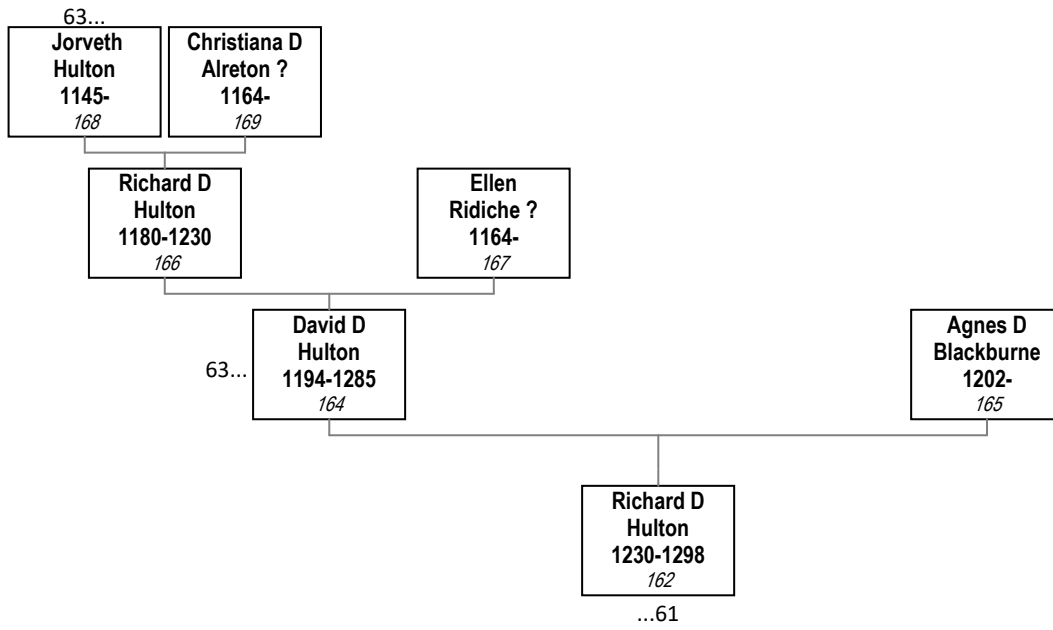 63...
Jorveth
Hulton
1145-
168
Christiana D
Alreton ?
1164-
169
Richard D
Hulton
1180-1230
166
Ellen
Ridiche ?
1164-
167
63...
David D
Hulton
1194-1285
164
Agnes D
Blackburne
1202-
165
Richard D
Hulton
1230-1298
162
...61